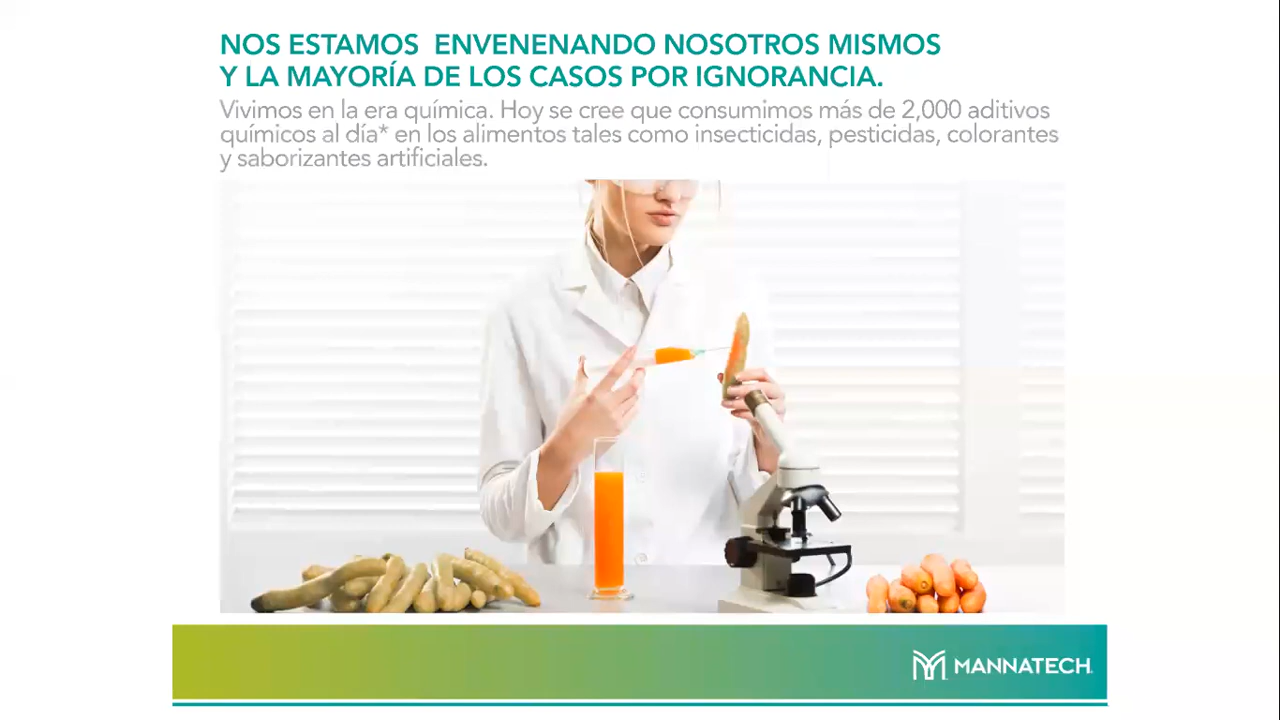 NOS ESTAMOS  ENVENENANDO NOSOTROS MISMOS
Y LA MAYORÍA DE LOS CASOS POR IGNORANCIA.
Vivimos en la era química. Hoy se cree que consumimos más de 2,000 aditivos
químicos al día* en los alimentos tales como insecticidas, pesticidas, colorantes
y saborizantes artificiales.
MANNATECH